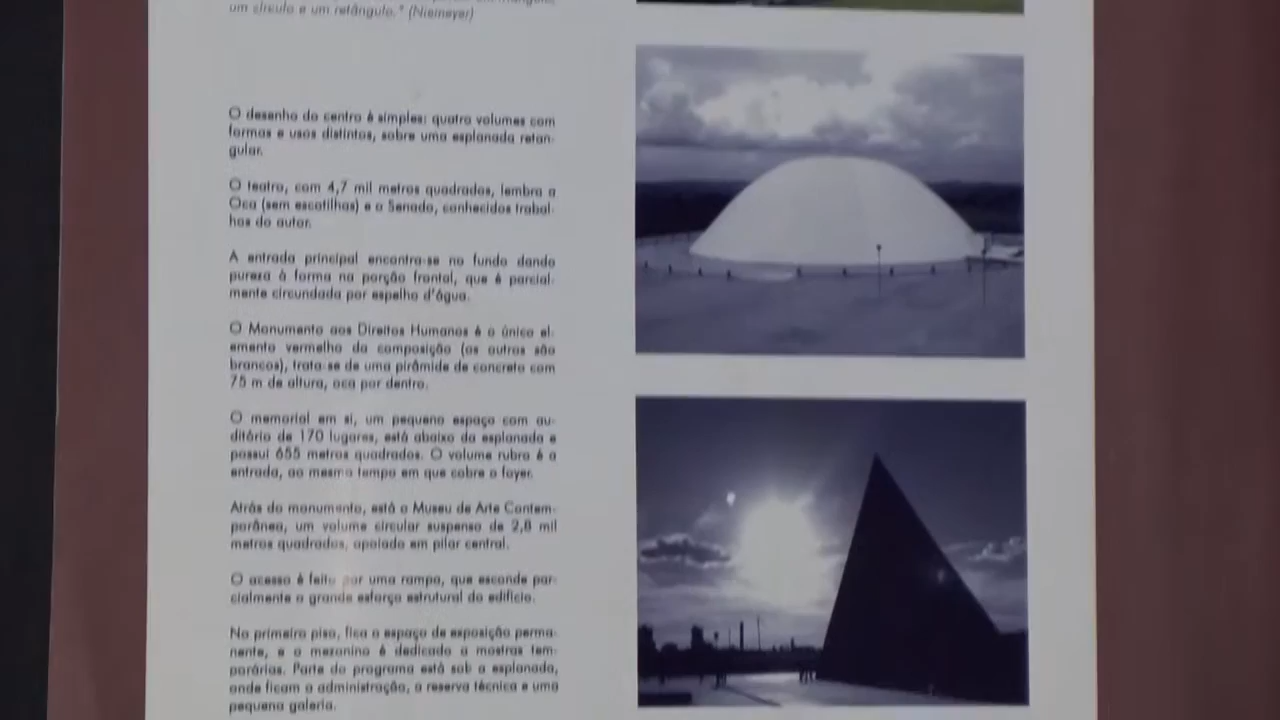 um círculo e um retângulo." (Niemeyer)
O desenho do centro é simples: quatro volumes com
formas e usos distintos, sobre uma esplanada retan-
gular.
O teatro, com 4,7 mil metros quadrados, lembra a
Oca (sem escotilhas) e o Senado, conhecidos trabal-
hos do autor.
A entrada principal encontra-se no fundo dando
pureza à forma na porção frontal, que é parcial-
mente circundada por espelho d'água.
O Monumento aos Direitos Humanos é o único el-
emento vermelho da composição (os outros são
brancos), trata-se de uma pirâmide de concreto com
75 m de altura, oca por dentro.
O memorial em si, um pequeno espaço com au-
ditório de 170 lugares, está abaixo da esplanada e
possui 655 metros quadrados. O volume rubro é a
entrada, ao mesmo tempo em que cobre o foyer.
Atrás do monumento, está o Museu de Arte Contem-
porânea, um volume circular suspenso de 2,8 mil
metros quadrados, apoiado em pilar central.
O acesso é feito por uma rampa, que esconde par-
cialmente o grande esforço estrutural do edifício.
No primeiro piso, fica o espaço de exposição perma-
nente, e o mezanino é dedicado a mostras tem-
porárias. Parte do programa está sob a esplanada,
onde ficam a administração, a reserva técnica e uma
pequena galeria.